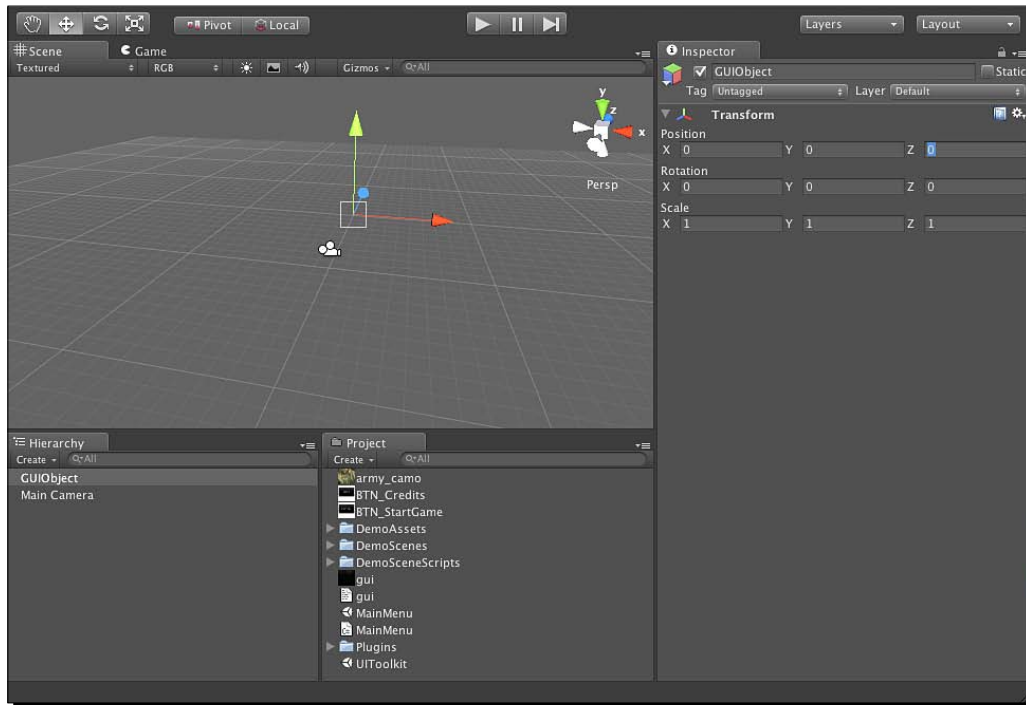 Pivot Local Layers Layout
Scene Game
Textured RGB Gizmos All
y
z
x
Persp
Inspector
GUIObject Static
Tag Untagged Layer Default
Transform
Position
X 0 Y 0 Z 0
Rotation
X 0 Y 0 Z 0
Scale
X 1 Y 1 Z 1
Hierarchy
Create All
GUIObject
Main Camera
Project
Create All
army_camo
BTN_Credits
BTN_StartGame
DemoAssets
DemoScenes
DemoSceneScripts
gui
gui
MainMenu
MainMenu
Plugins
UIToolkit